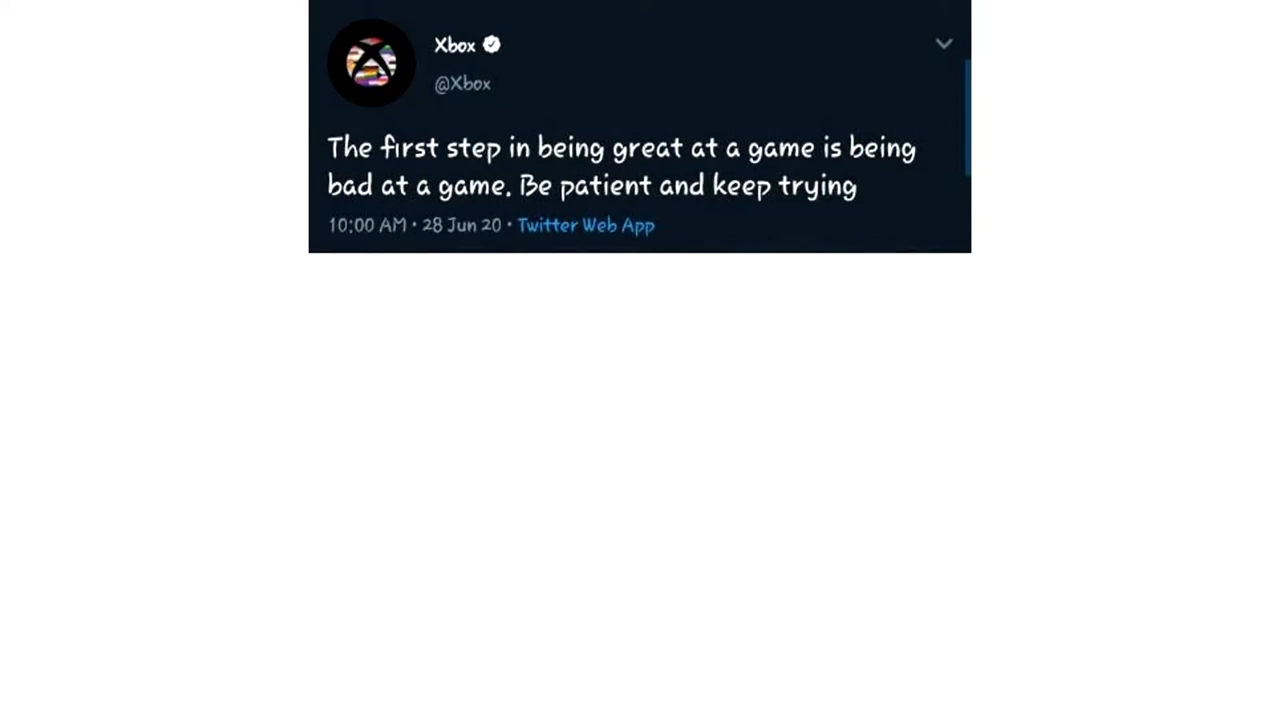 Xbox
@Xbox
The first step in being great at a game is being
bad at a game. Be patient and keep trying
10:00 AM • 28 Jun 20 • Twitter Web App